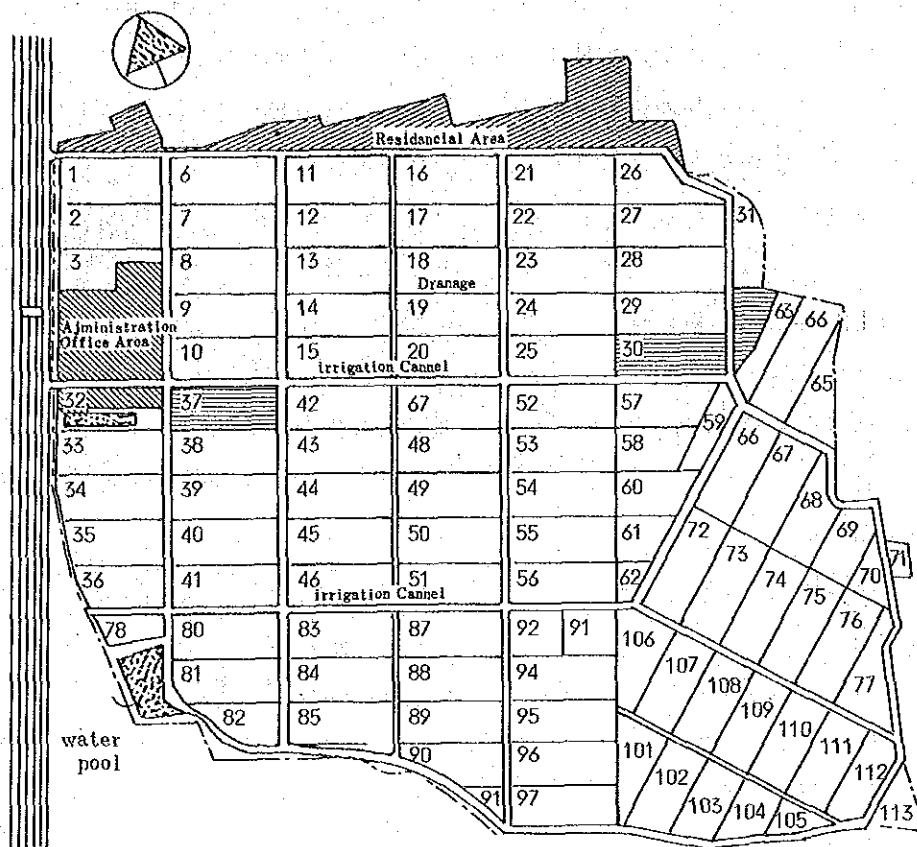 Residancial Area
1 6 11 16 21 26
2 7 12 17 22 27 31
3 8 13 18 23 28
Dranage
9 14 19 24 29 63 66
Ajministration
Office Area
10 15 20 25 30
irrigation Cannel
65
32 37 42 67 52 57 59 66
33 38 43 48 53 58 67
34 39 44 49 54 60 68
35 40 45 50 55 61 72 73 69
36 41 46 51 56 62 74 70 71
irrigation Cannel
75
78 80 83 87 92 91 106 76
81 84 88 94 107 77
82 85 89 95 108
109
water
pool
90 96 101 110
102 111
91 97 103 112
104 105 113